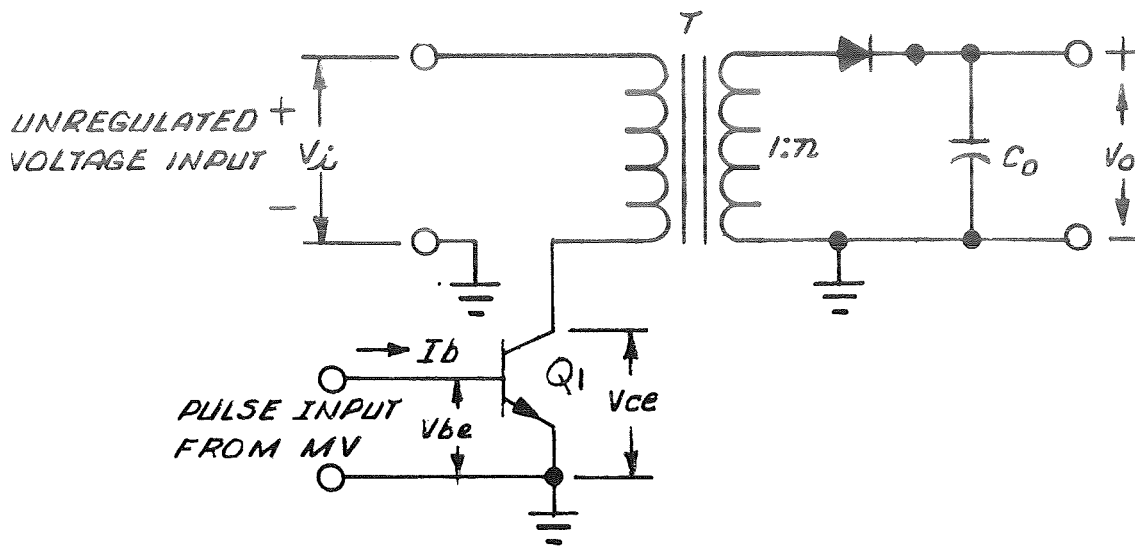 T
UNREGULATED
VOLTAGE INPUT
+
Vi
−
1:n
Co
+
Vo
−
Ib
Q1
PULSE INPUT
FROM MV
Vbe
Vce